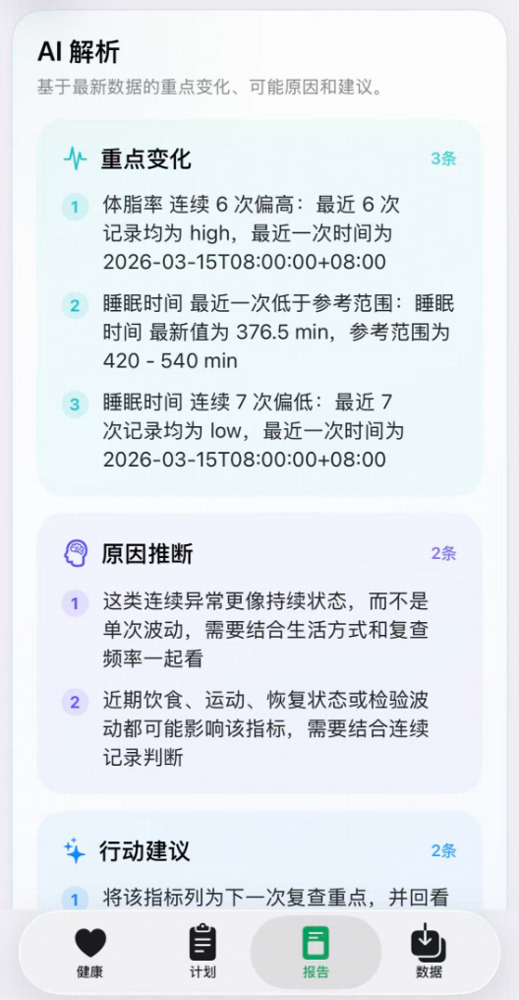 AI 解析
基于最新数据的重点变化、可能原因和建议。
重点变化
3条
1
体脂率 连续 6 次偏高：最近 6 次
记录均为 high，最近一次时间为
2026-03-15T08:00:00+08:00
2
睡眠时间 最近一次低于参考范围：睡眠
时间 最新值为 376.5 min，参考范围为
420 - 540 min
3
睡眠时间 连续 7 次偏低：最近 7
次记录均为 low，最近一次时间为
2026-03-15T08:00:00+08:00
原因推断
2条
1
这类连续异常更像持续状态，而不是
单次波动，需要结合生活方式和复查
频率一起看
2
近期饮食、运动、恢复状态或检验波
动都可能影响该指标，需要结合连续
记录判断
行动建议
2条
1
将该指标列为下一次复查重点，并回看
健康
计划
报告
数据